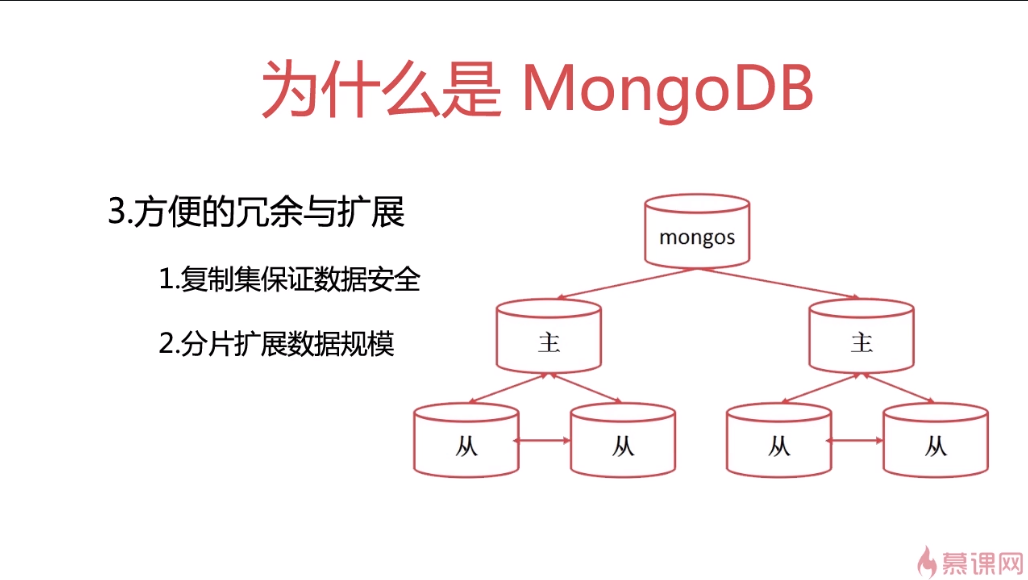 为什么是 MongoDB
3.方便的冗余与扩展
1.复制集保证数据安全
2.分片扩展数据规模
mongos
主
主
从
从
从
从
慕课网